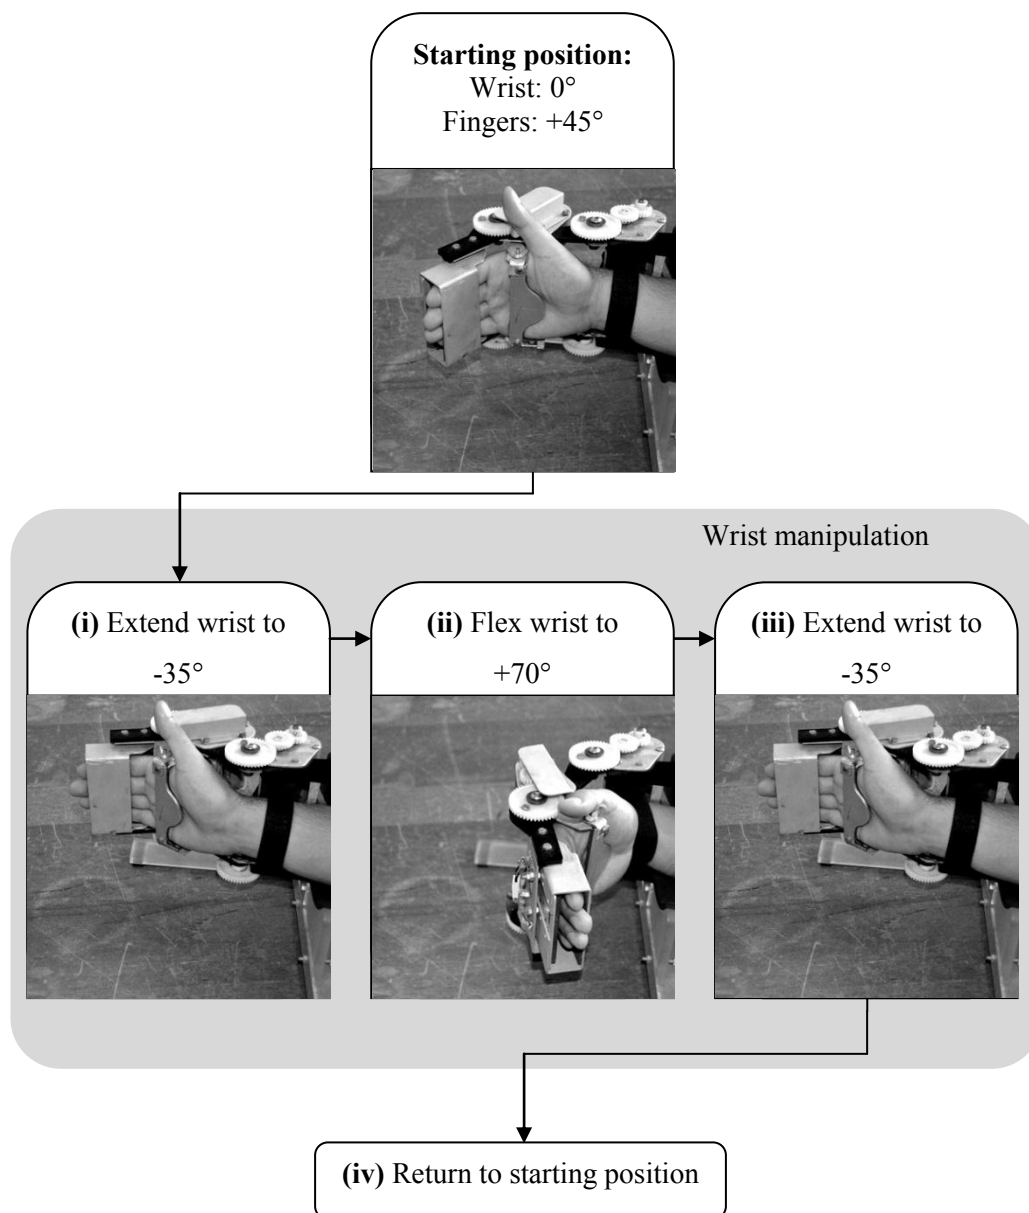 Starting position:
Wrist: 0°
Fingers: +45°
Wrist manipulation
(i) Extend wrist to
-35°
(ii) Flex wrist to
+70°
(iii) Extend wrist to
-35°
(iv) Return to starting position